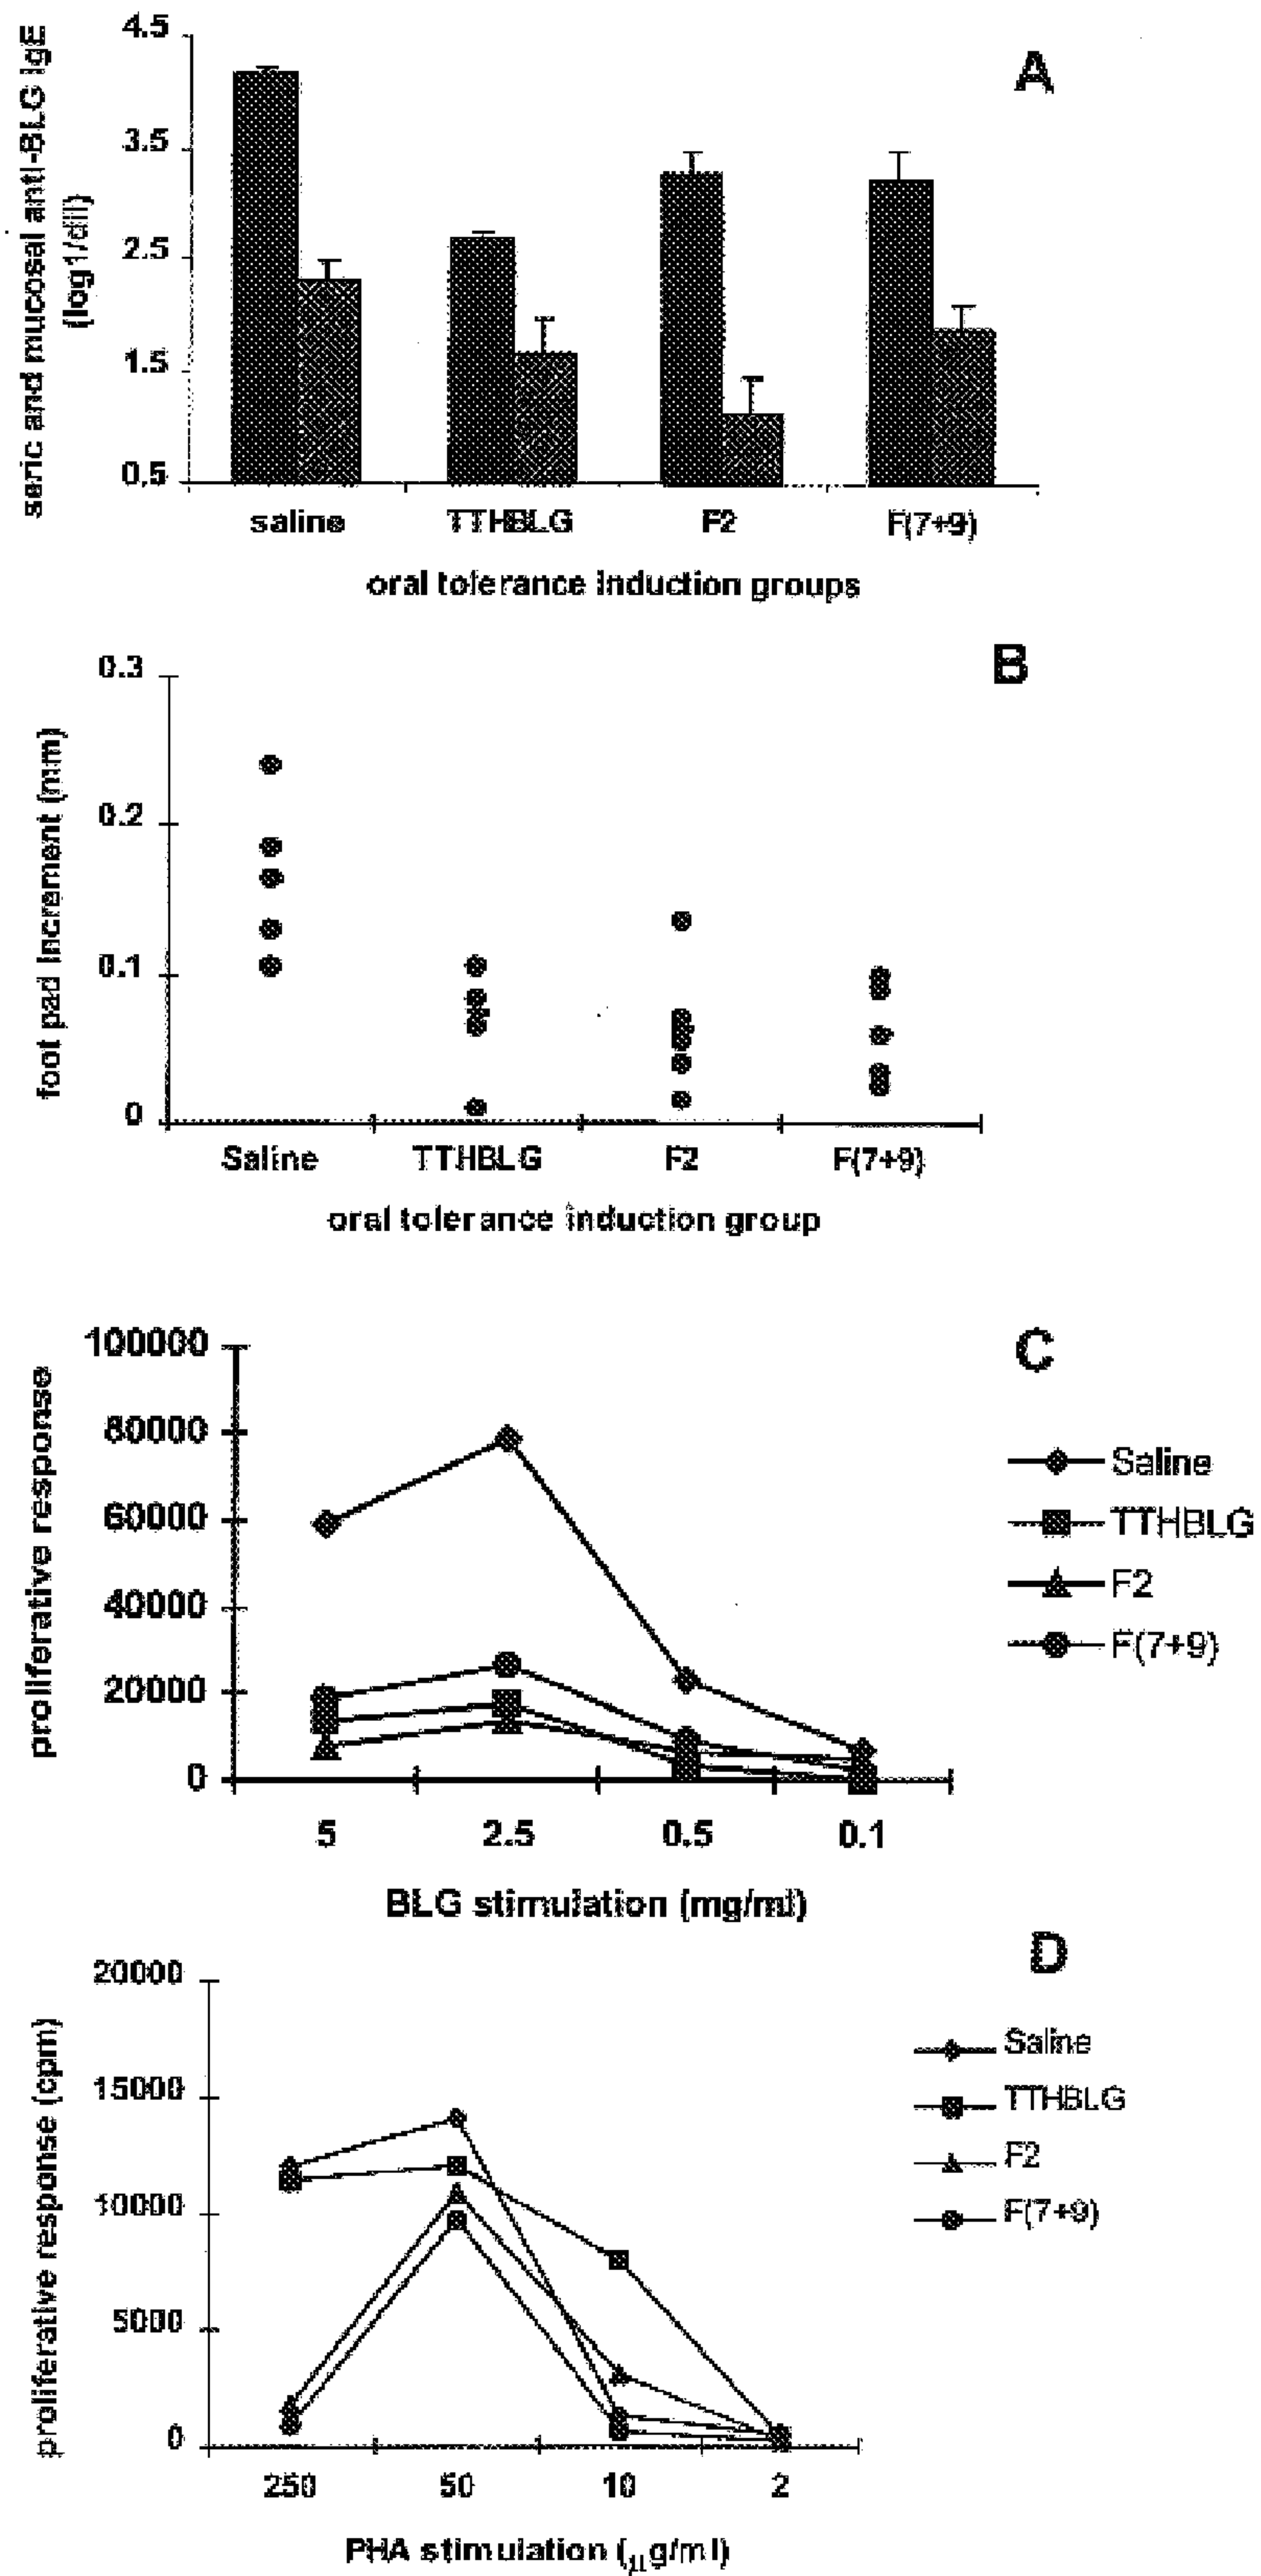 A
seric and mucosal anti-BLG IgE
(log1/dil)
4.5
3.5
2.5
1.5
0.5
saline TTHBLG F2 F(7+9)
oral tolerance induction groups
B
foot pad increment (mm)
0.3
0.2
0.1
0
Saline TTHBLG F2 F(7+9)
oral tolerance induction group
C
proliferative response
100000
80000
60000
40000
20000
0
5 2.5 0.5 0.1
BLG stimulation (mg/ml)
Saline
TTHBLG
F2
F(7+9)
D
proliferative response (cpm)
20000
15000
10000
5000
0
250 50 10 2
PHA stimulation (μg/ml)
Saline
TTHBLG
F2
F(7+9)